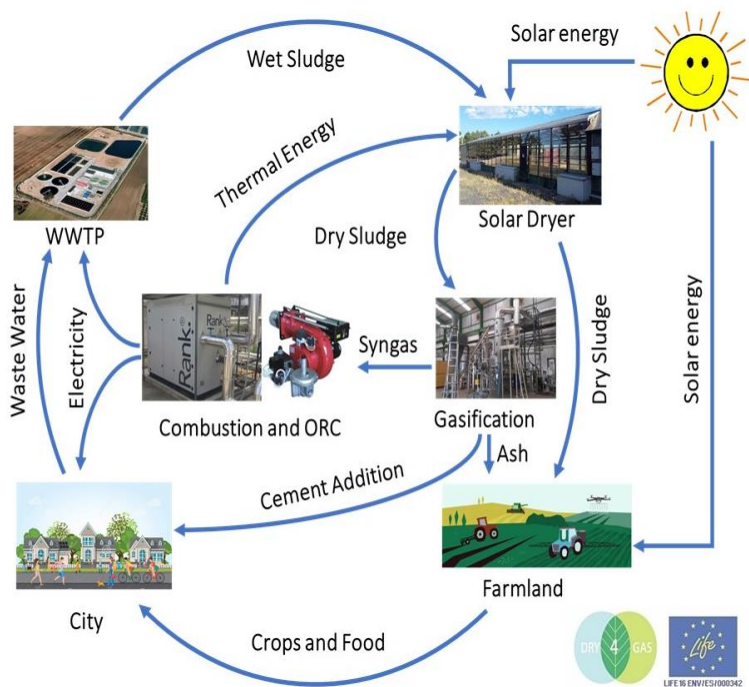 Solar energy
Wet Sludge
Thermal Energy
Solar Dryer
WWTP
Dry Sludge
Waste Water
Electricity
Rank
Rank
Syngas
Dry Sludge
Solar energy
Combustion and ORC
Gasification
Ash
Cement Addition
City
Farmland
Crops and Food
DRY 4 GAS
Life
LIFE16 ENV/ES/000342